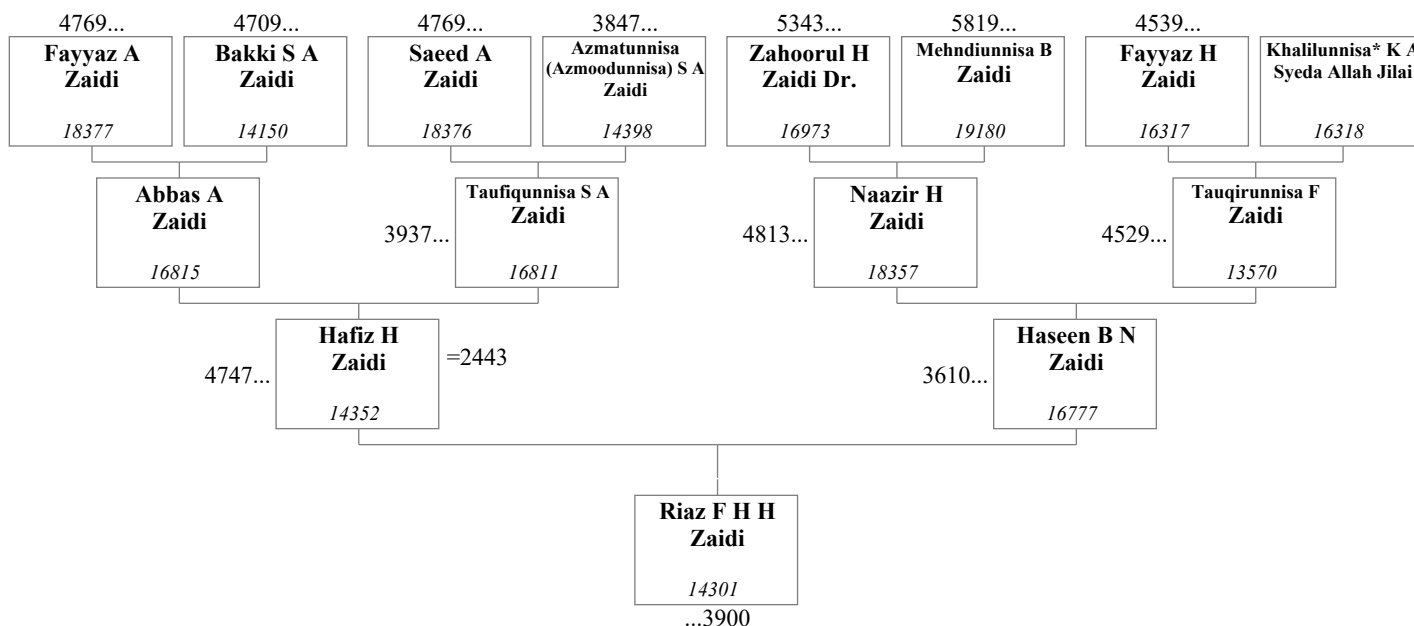 4769... 4709... 4769... 3847... 5343... 5819... 4539...
Fayyaz A
Zaidi
18377
Bakki S A
Zaidi
14150
Saeed A
Zaidi
18376
Azmatunnisa
(Azmoodunnisa) S A
Zaidi
14398
Zahoorul H
Zaidi Dr.
16973
Mehndiunnisa B
Zaidi
19180
Fayyaz H
Zaidi
16317
Khalilunnisa* K A
Syeda Allah Jilai
16318
Abbas A
Zaidi
16815
3937...
Taufiqunnisa S A
Zaidi
16811
4813...
Naazir H
Zaidi
18357
4529...
Tauqirunnisa F
Zaidi
13570
4747...
Hafiz H
Zaidi
14352
=2443
3610...
Haseen B N
Zaidi
16777
Riaz F H H
Zaidi
14301
...3900